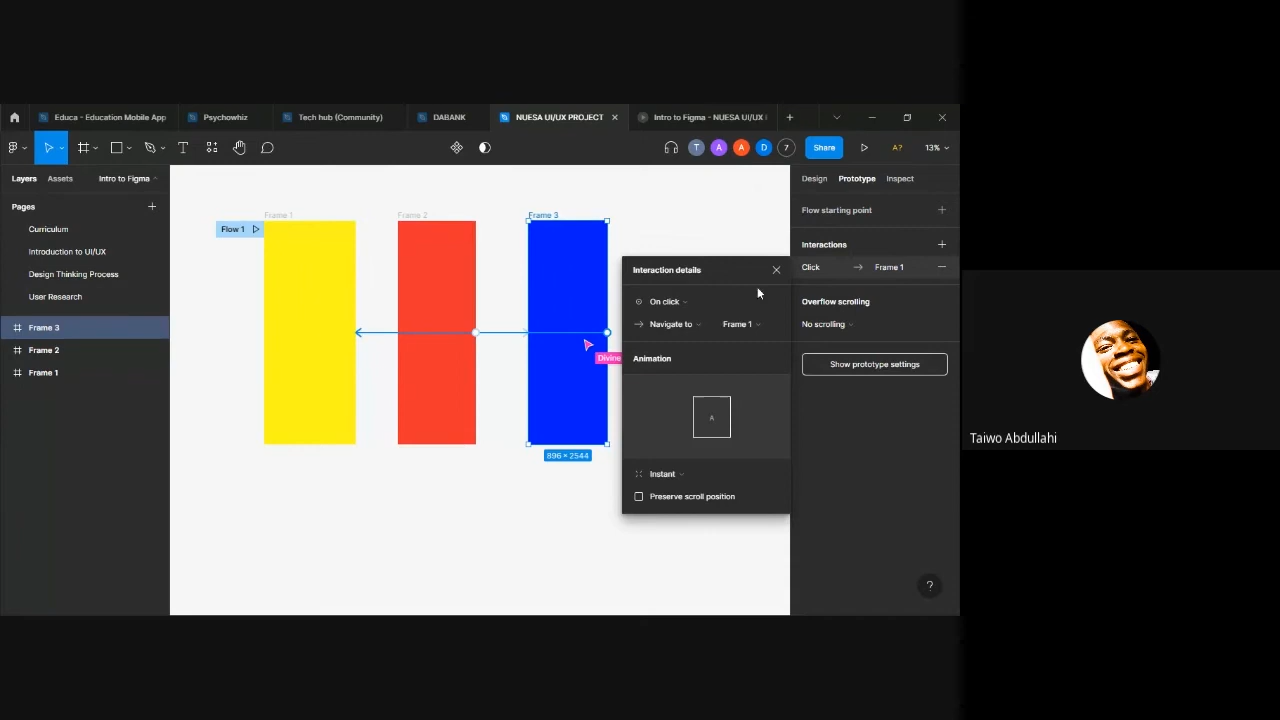 Educa - Education Mobile App
Psychowhiz
Tech hub (Community)
DABANK
NUESA UI/UX PROJECT
Intro to Figma - NUESA UI/UX
T
A
A
D
7
Share
A?
13%
Layers
Assets
Intro to Figma
Design
Prototype
Inspect
Pages
Curriculum
Introduction to UI/UX
Design Thinking Process
User Research
Frame 3
Frame 2
Frame 1
Frame 1
Frame 2
Frame 3
Flow 1
896 × 2544
Divine
Interaction details
On click
Navigate to
Frame 1
Animation
A
Instant
Preserve scroll position
Flow starting point
Interactions
Click
Frame 1
Overflow scrolling
No scrolling
Show prototype settings
?
Taiwo Abdullahi